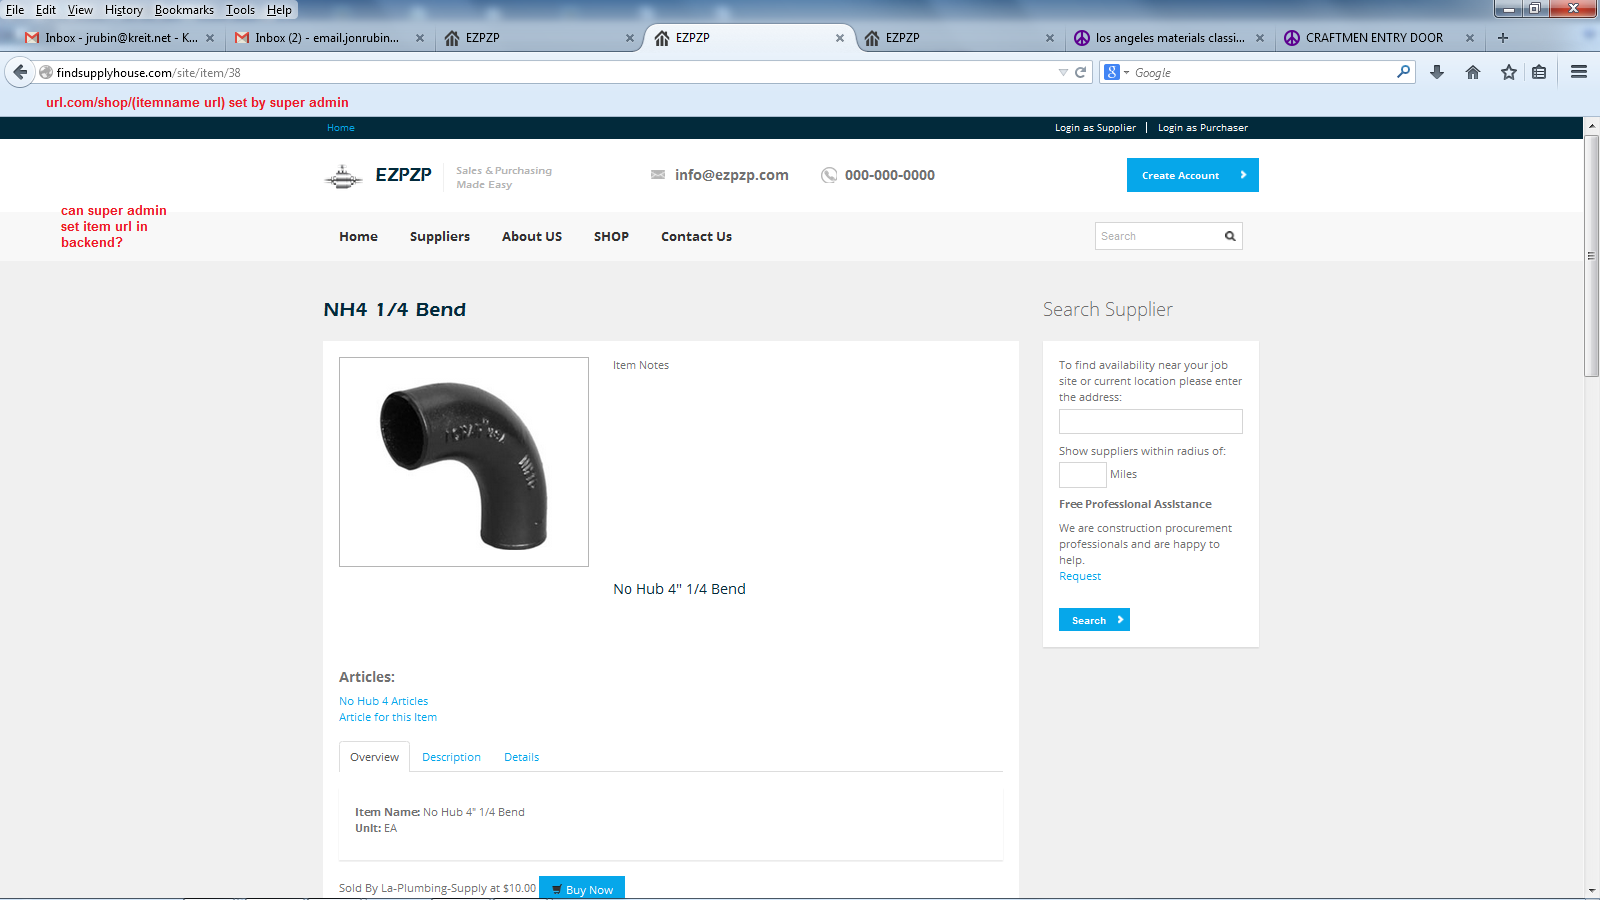 File Edit View History Bookmarks Tools Help
Inbox - jrubin@kreit.net - K... Inbox (2) - email.jonrubin... EZPZP EZPZP EZPZP los angeles materials classi... CRAFTMEN ENTRY DOOR
findsupplyhouse.com/site/item/38 8 Google
url.com/shop/(itemname url) set by super admin
Home Login as Supplier | Login as Purchaser
EZPZP Sales & Purchasing
Made Easy
info@ezpzp.com 000-000-0000 Create Account
can super admin
set item url in
backend?
Home Suppliers About US SHOP Contact Us Search
NH4 1/4 Bend
Item Notes
No Hub 4" 1/4 Bend
Articles:
No Hub 4 Articles
Article for this Item
Overview Description Details
Item Name: No Hub 4" 1/4 Bend
Unit: EA
Sold By La-Plumbing-Supply at $10.00 Buy Now
Search Supplier
To find availability near your job
site or current location please enter
the address:
Show suppliers within radius of:
Miles
Free Professional Assistance
We are construction procurement
professionals and are happy to
help.
Request
Search